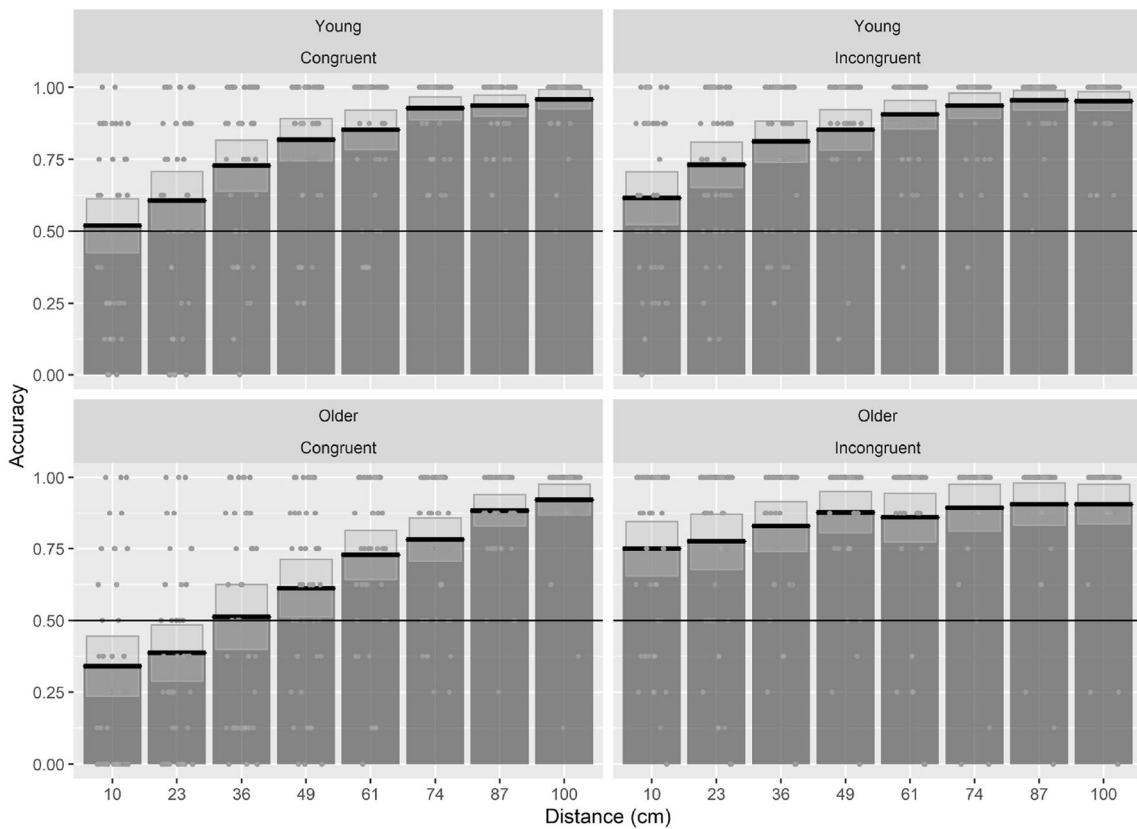 Young
Congruent
Young
Incongruent
1.00
0.75
0.50
0.25
0.00
Older
Congruent
Older
Incongruent
1.00
0.75
0.50
0.25
0.00
10 23 36 49 61 74 87 100
10 23 36 49 61 74 87 100
Accuracy
Distance (cm)